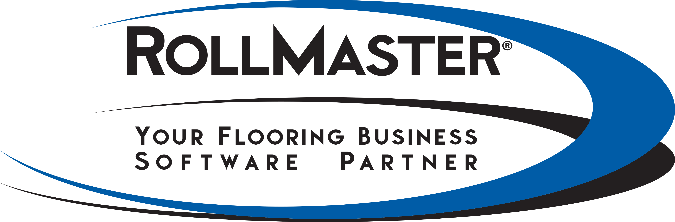 ROLLMASTER®
YOUR FLOORING BUSINESS
SOFTWARE PARTNER